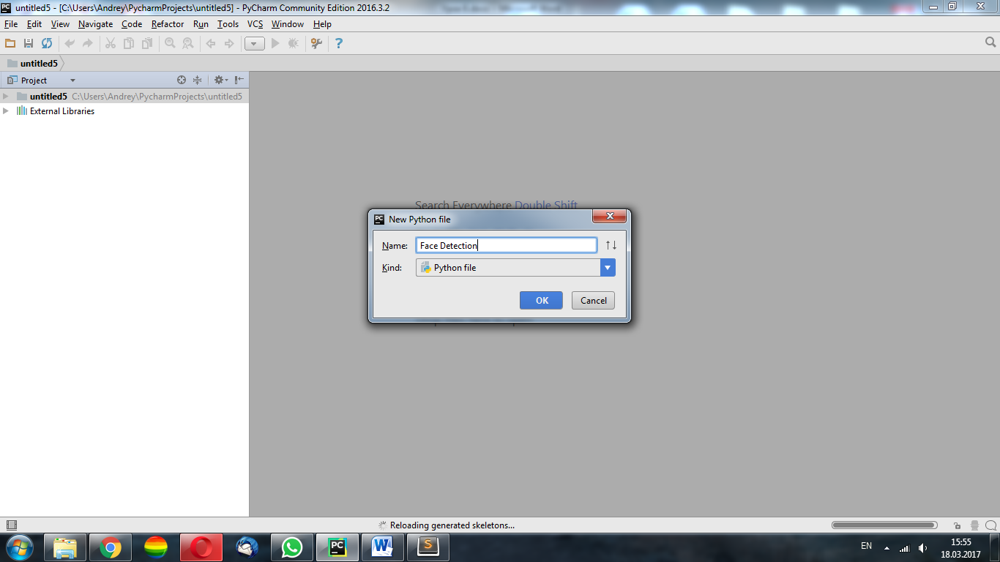 untitled5 - [C:\Users\Andrey\PycharmProjects\untitled5] - PyCharm Community Edition 2016.3.2
File Edit View Navigate Code Refactor Run Tools VCS Window Help
untitled5
Project
untitled5 C:\Users\Andrey\PycharmProjects\untitled5
External Libraries
Search Everywhere Double Shift
New Python file
Name: Face Detection
Kind: Python file
OK Cancel
Reloading generated skeletons...
EN
15:55
18.03.2017